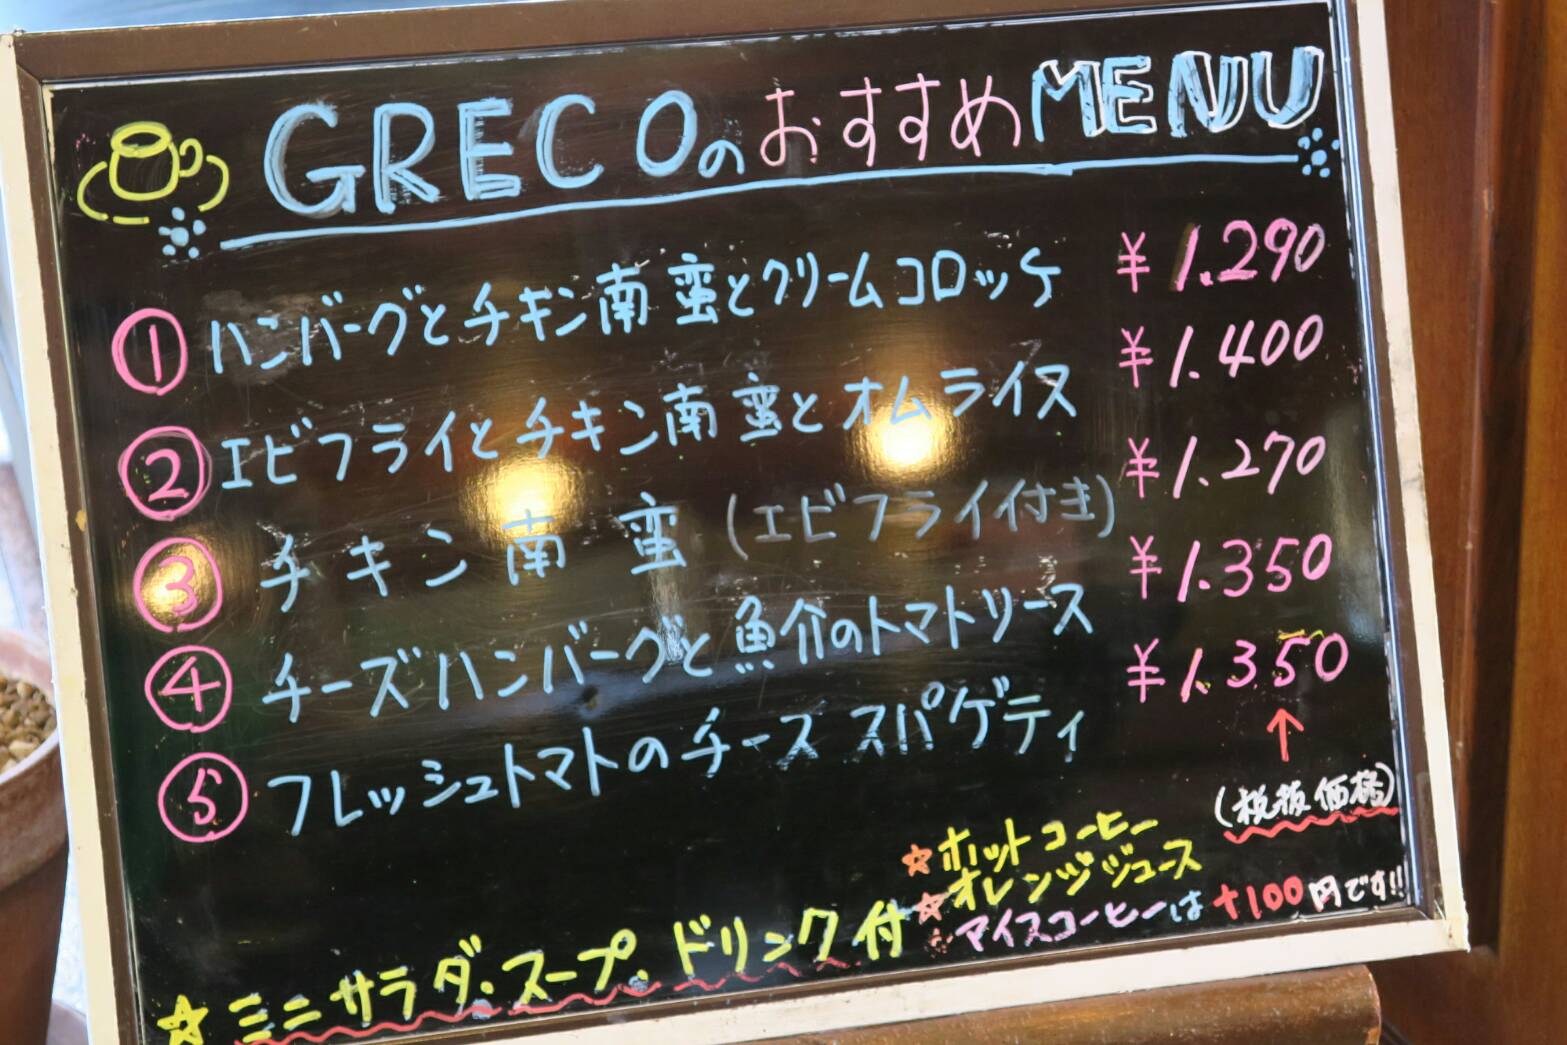 GRECOのおすすめMENU
① ハンバーグとチキン南蛮とクリームコロッケ ¥1.290
② エビフライとチキン南蛮とオムライス ¥1.400
③ チキン南蛮(エビフライ付き) ¥1.270
④ チーズハンバーグと魚介のトマトソース ¥1.350
⑤ フレッシュトマトのチーズスパゲティ ¥1.350
↑
(税抜価格)
☆ミニサラダ・スープ・ドリンク付
☆ホットコーヒー
☆オレンジジュース
アイスコーヒーは+100円です!!